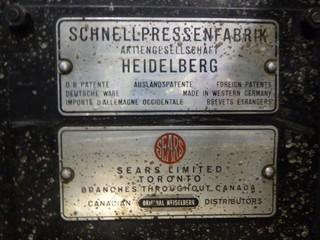 SCHNELLPRESSENFABRIK
AKTIENGESELLSCHAFT
HEIDELBERG
D.R. PATENTE AUSLANDSPATENTE FOREIGN PATENTS
DEUTSCHE WARE MADE IN WESTERN GERMANY
IMPORTE D'ALLEMAGNE OCCIDENTALE BREVETS ETRANGERS
SEARS
SEARS LIMITED
TORONTO
BRANCHES THROUGHOUT CANADA
CANADIAN ORIGINAL HEIDELBERG DISTRIBUTORS